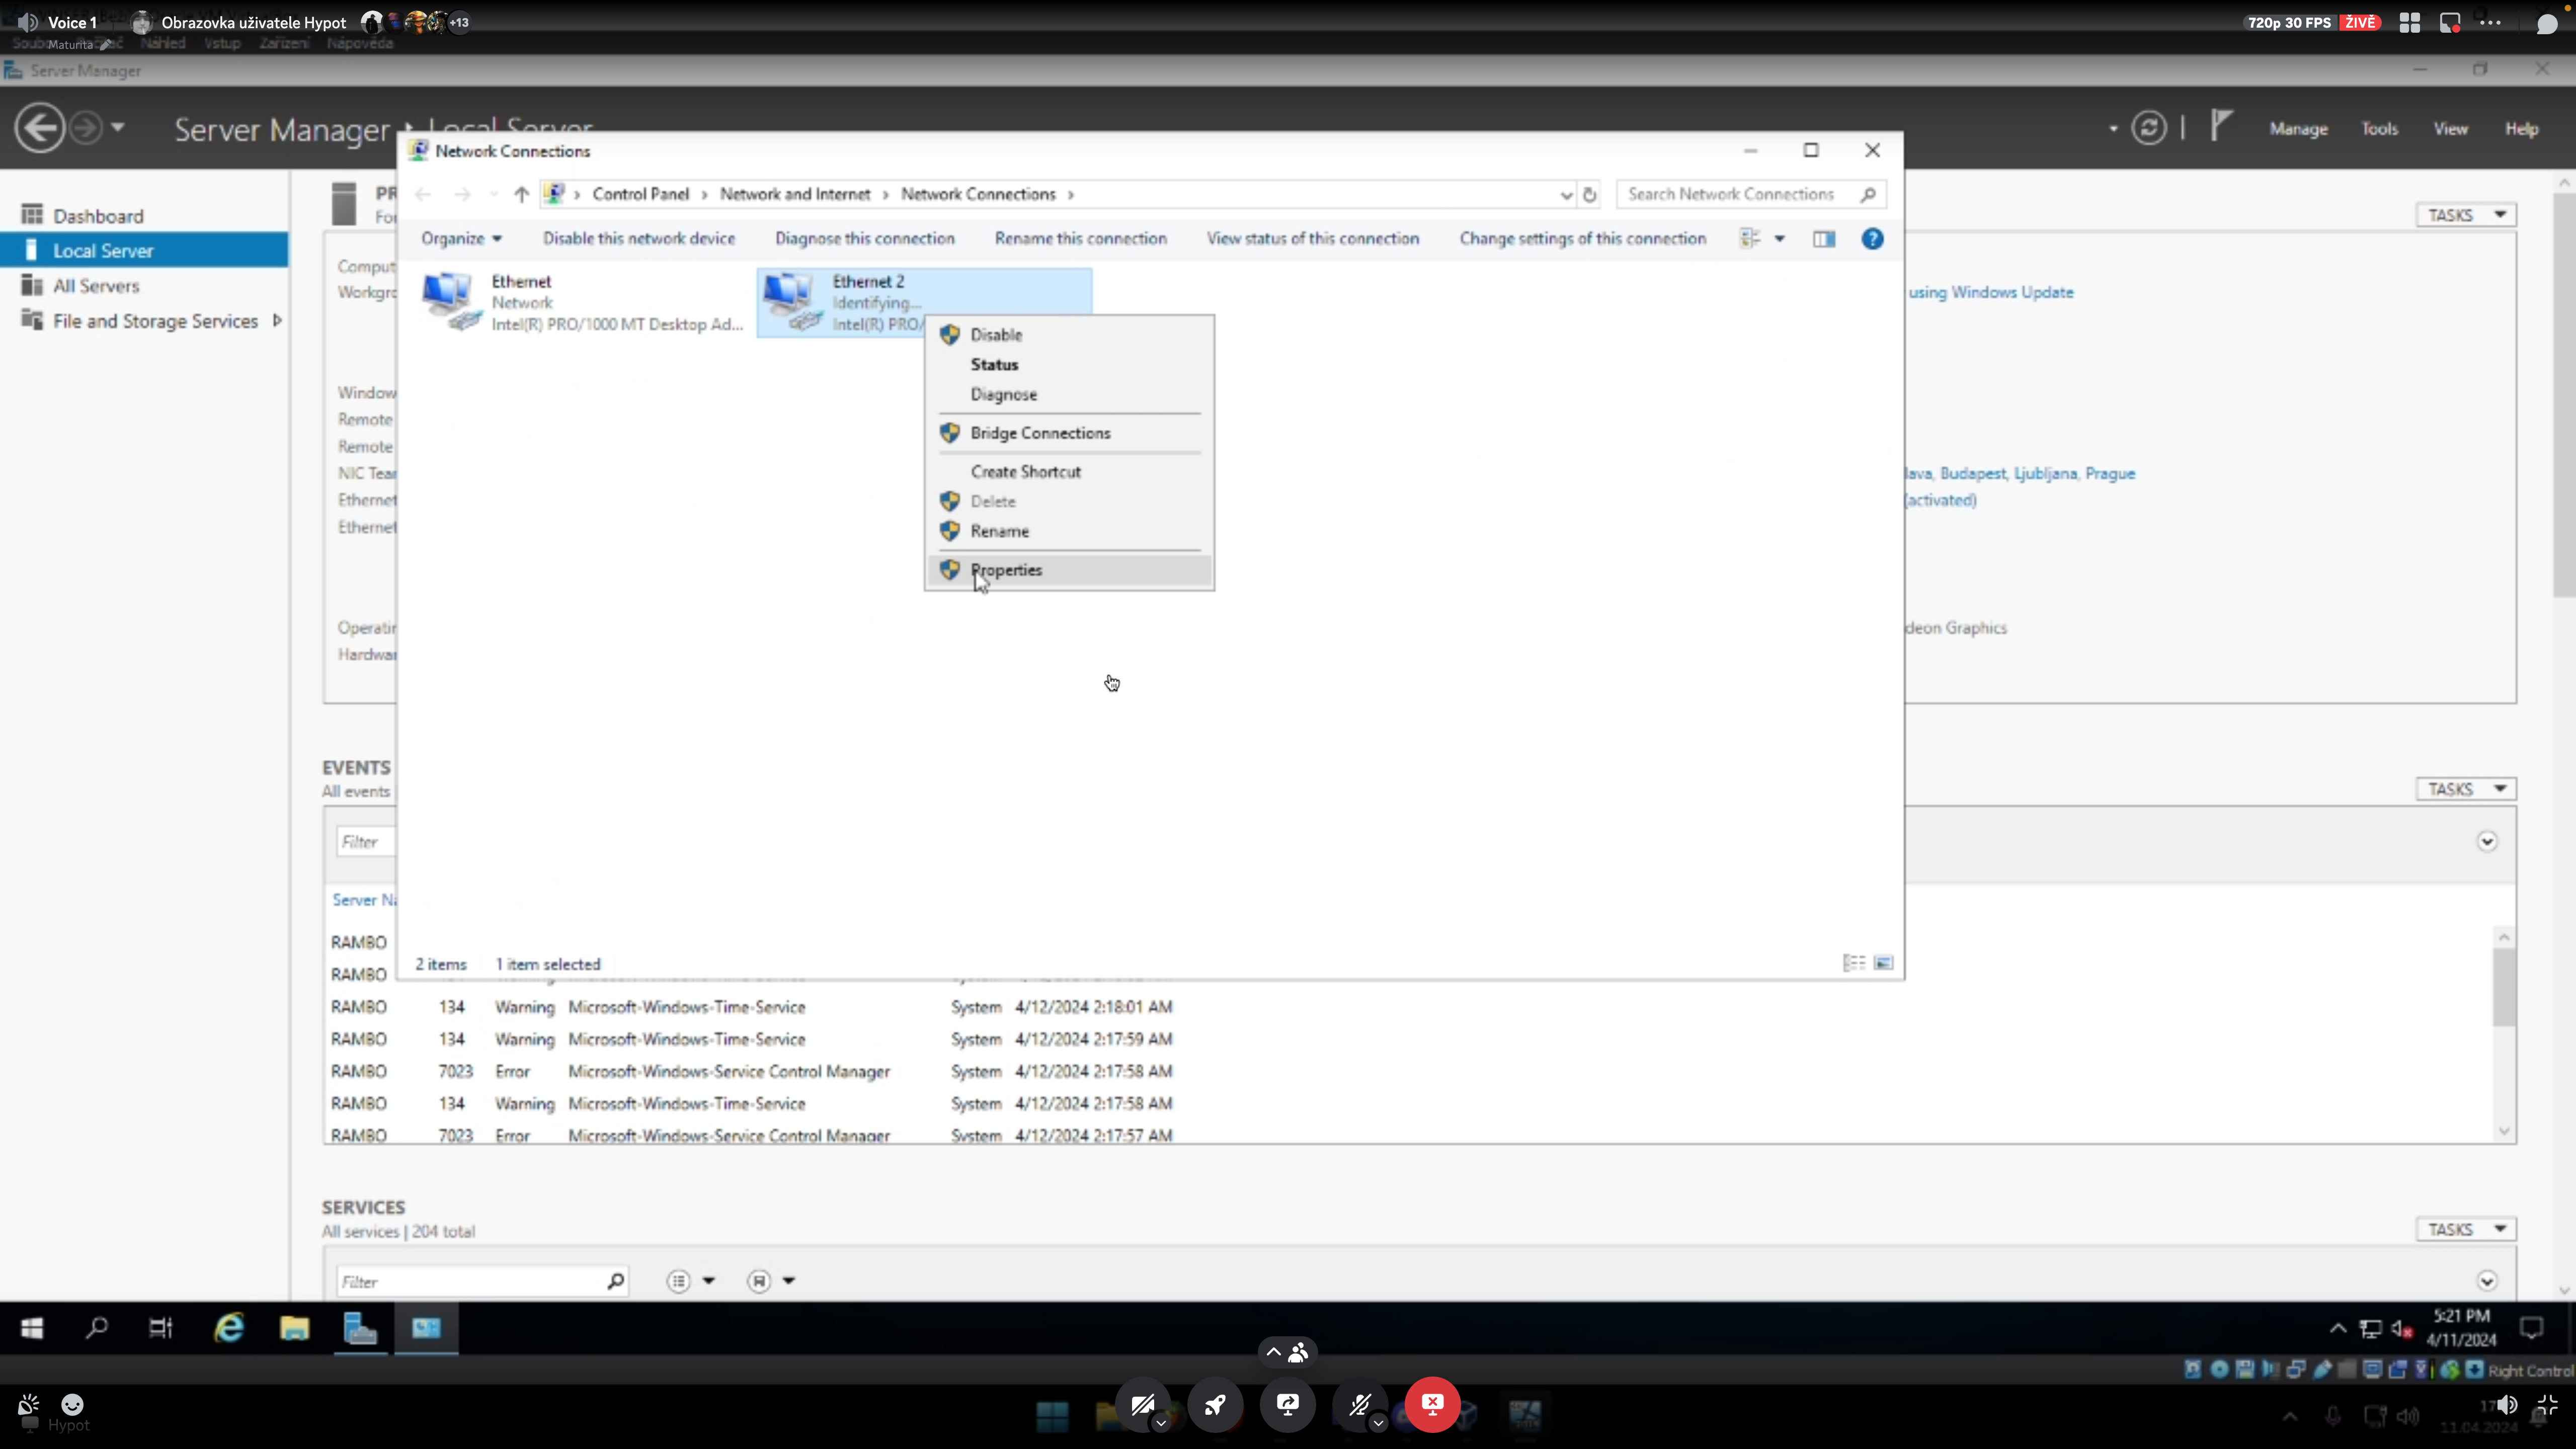 Voice 1
Maturita
Obrazovka uživatele Hypot
+13
720p 30 FPS ŽIVĚ
Náhled Vstup Zařízení Nápověda
Server Manager
Server Manager Local Server
Manage Tools View Help
Dashboard
Local Server
All Servers
File and Storage Services
TASKS
Comput
Workgro
Window
Remote
Remote
NIC Tear
Ethernet
Ethernet
Operatin
Hardwar
Network Connections
Control Panel › Network and Internet › Network Connections ›
Search Network Connections
Organize
Disable this network device
Diagnose this connection
Rename this connection
View status of this connection
Change settings of this connection
Ethernet
Network
Intel(R) PRO/1000 MT Desktop Ad...
Ethernet 2
Identifying...
Intel(R) PRO/
Disable
Status
Diagnose
Bridge Connections
Create Shortcut
Delete
Rename
Properties
2 items 1 item selected
using Windows Update
lava, Budapest, Ljubljana, Prague
(activated)
deon Graphics
EVENTS
All events
TASKS
Filter
Server Na
RAMBO
RAMBO
RAMBO 134 Warning Microsoft-Windows-Time-Service System 4/12/2024 2:18:01 AM
RAMBO 134 Warning Microsoft-Windows-Time-Service System 4/12/2024 2:17:59 AM
RAMBO 7023 Error Microsoft-Windows-Service Control Manager System 4/12/2024 2:17:58 AM
RAMBO 134 Warning Microsoft-Windows-Time-Service System 4/12/2024 2:17:58 AM
RAMBO 7023 Error Microsoft-Windows-Service Control Manager System 4/12/2024 2:17:57 AM
SERVICES
All services | 204 total
TASKS
Filter
5:21 PM
4/11/2024
Right Control
Hypot
11.04.2024